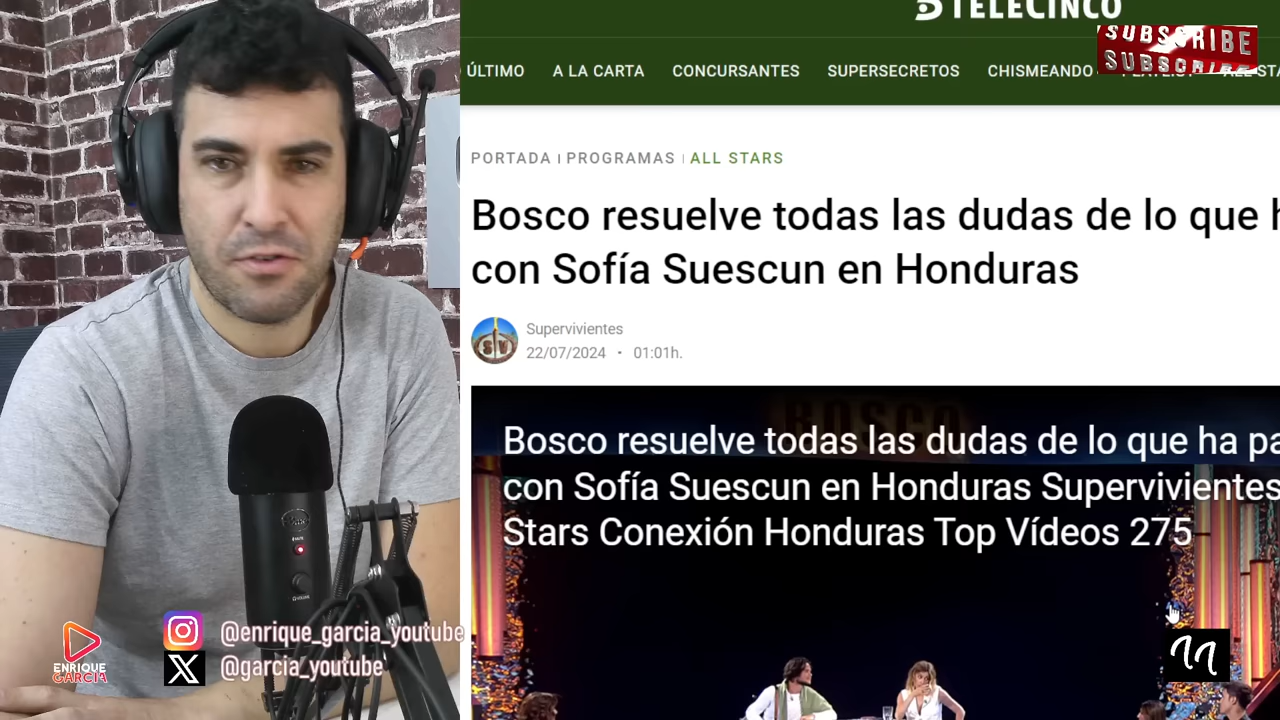 TELECINCO
SUBSCRIBE
SUBSCRIBE
ÚLTIMO A LA CARTA CONCURSANTES SUPERSECRETOS CHISMEANDO
PORTADA PROGRAMAS ALL STARS
Bosco resuelve todas las dudas de lo que
con Sofía Suescun en Honduras
Supervivientes
22/07/2024 • 01:01h.
BOSCO
Bosco resuelve todas las dudas de lo que ha pa
con Sofía Suescun en Honduras Supervivientes
Stars Conexión Honduras Top Vídeos 275
@enrique_garcia_youtube
@garcia_youtube
ENRIQUE
GARCIA